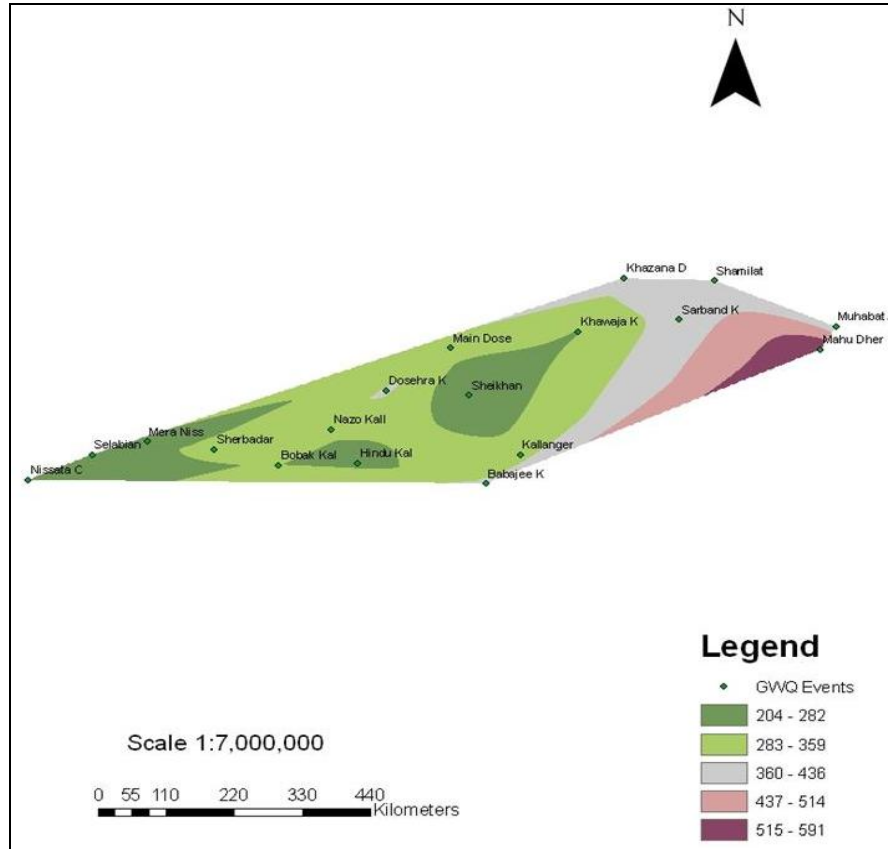 N
Khazana D
Shamilat
Sarband K
Muhabat
Khawaja K
Mahu Dher
Main Dose
Dosehra K
Sheikhan
Nazo Kall
Mera Niss
Sherbadar
Kallanger
Selabian
Bobak Kal
Hindu Kal
Nissata C
Babajee K
Legend
GWQ Events
204 - 282
283 - 359
360 - 436
437 - 514
515 - 591
Scale 1:7,000,000
0 55 110 220 330 440
Kilometers